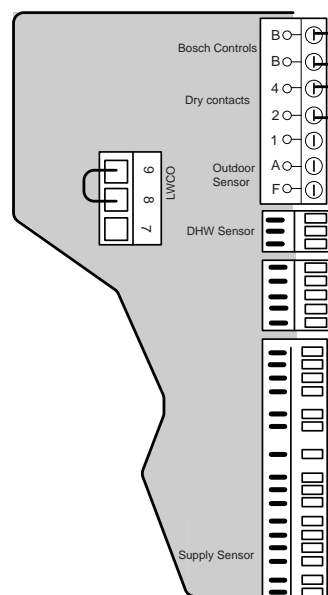 Bosch Controls
B
B
Dry contacts
4
2
1
Outdoor
Sensor
A
F
9
8
7
LWCO
DHW Sensor
Supply Sensor